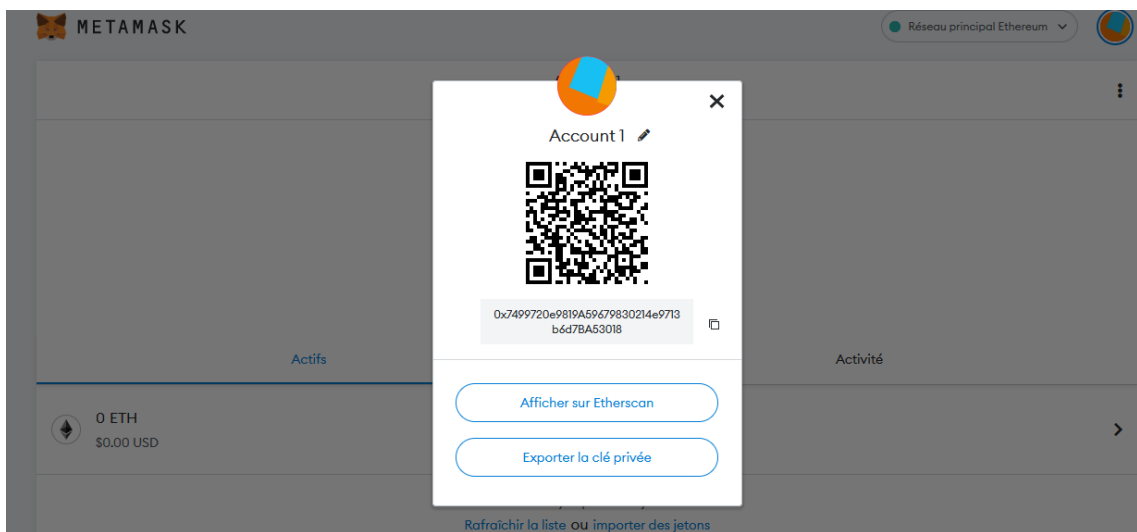 METAMASK
Réseau principal Ethereum
Account 1
0x7499720e9819A59679830214e9713
b6d7BA53018
Actifs
Activité
Afficher sur Etherscan
0 ETH
$0.00 USD
Exporter la clé privée
Rafraîchir la liste ou importer des jetons